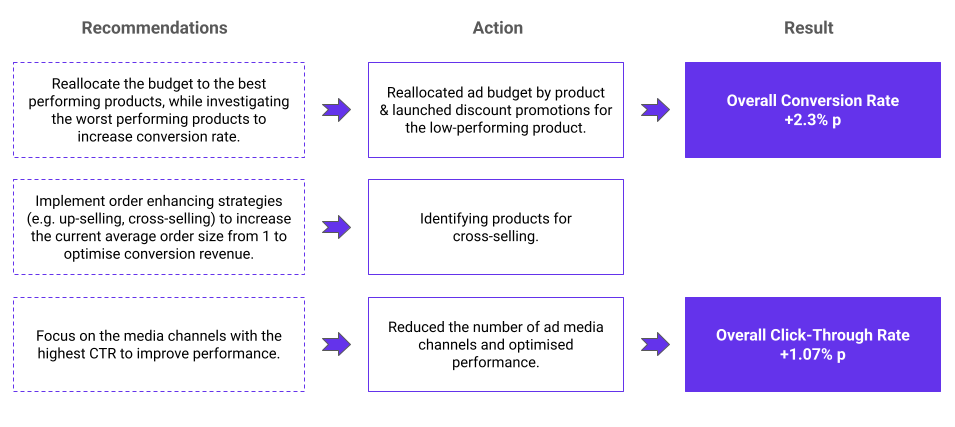 Recommendations
Action
Result
Reallocate the budget to the best
performing products, while investigating
the worst performing products to
increase conversion rate.
Reallocated ad budget by product
& launched discount promotions for
the low-performing product.
Overall Conversion Rate
+2.3% p
Implement order enhancing strategies
(e.g. up-selling, cross-selling) to increase
the current average order size from 1 to
optimise conversion revenue.
Identifying products for
cross-selling.
Focus on the media channels with the
highest CTR to improve performance.
Reduced the number of ad media
channels and optimised
performance.
Overall Click-Through Rate
+1.07% p